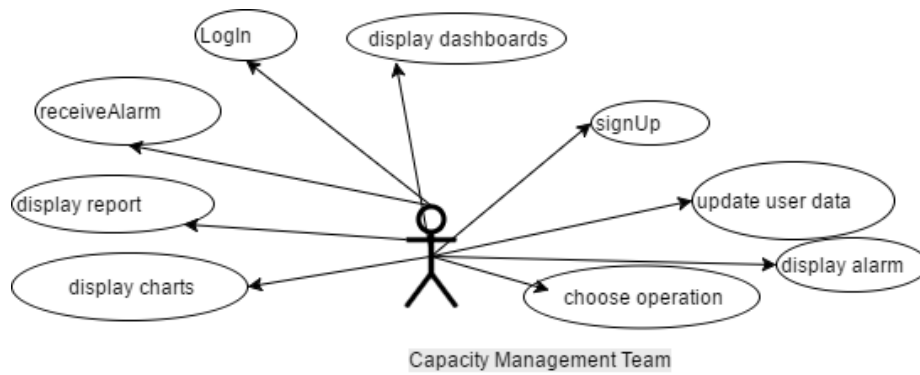 LogIn
display dashboards
receiveAlarm
signUp
display report
update user data
display alarm
display charts
choose operation
Capacity Management Team